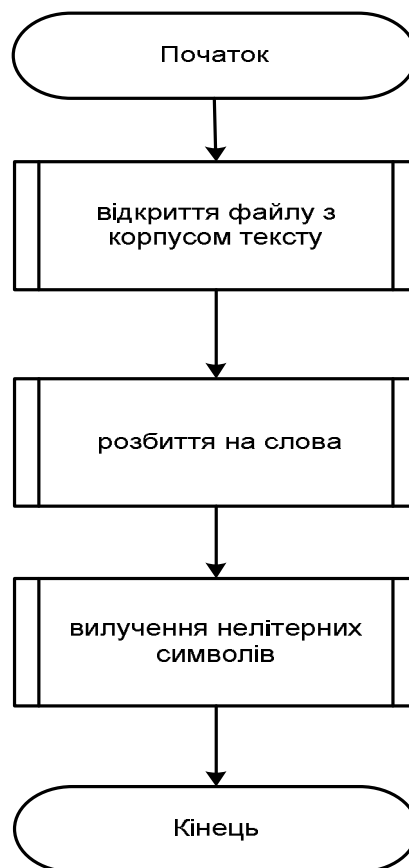 Початок
відкриття файлу з
корпусом тексту
розбиття на слова
вилучення нелітерних
символів
Кінець